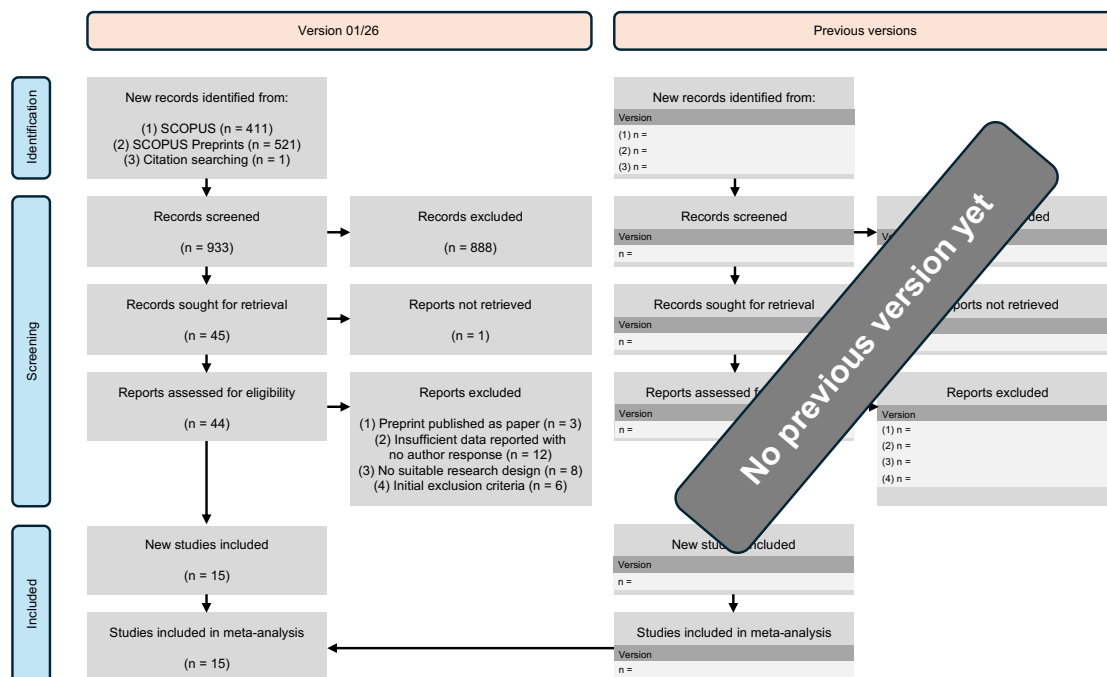 Version 01/26
Previous versions
Identification
New records identified from:
(1) SCOPUS (n = 411)
(2) SCOPUS Preprints (n = 521)
(3) Citation searching (n = 1)
New records identified from:
Version
(1) n =
(2) n =
(3) n =
Screening
Records screened
(n = 933)
Records excluded
(n = 888)
Records screened
Version
n =
Records sought for retrieval
(n = 45)
Reports not retrieved
(n = 1)
Records sought for retrieval
Version
n =
not retrieved
Reports assessed for eligibility
(n = 44)
Reports excluded
(1) Preprint published as paper (n = 3)
(2) Insufficient data reported with
no author response (n = 12)
(3) No suitable research design (n = 8)
(4) Initial exclusion criteria (n = 6)
Reports assessed
Version
n =
Reports excluded
Version
(1) n =
(2) n =
(3) n =
(4) n =
No previous version yet
Included
New studies included
(n = 15)
New
Version
n =
Studies included in meta-analysis
(n = 15)
Studies included in meta-analysis
Version
n =